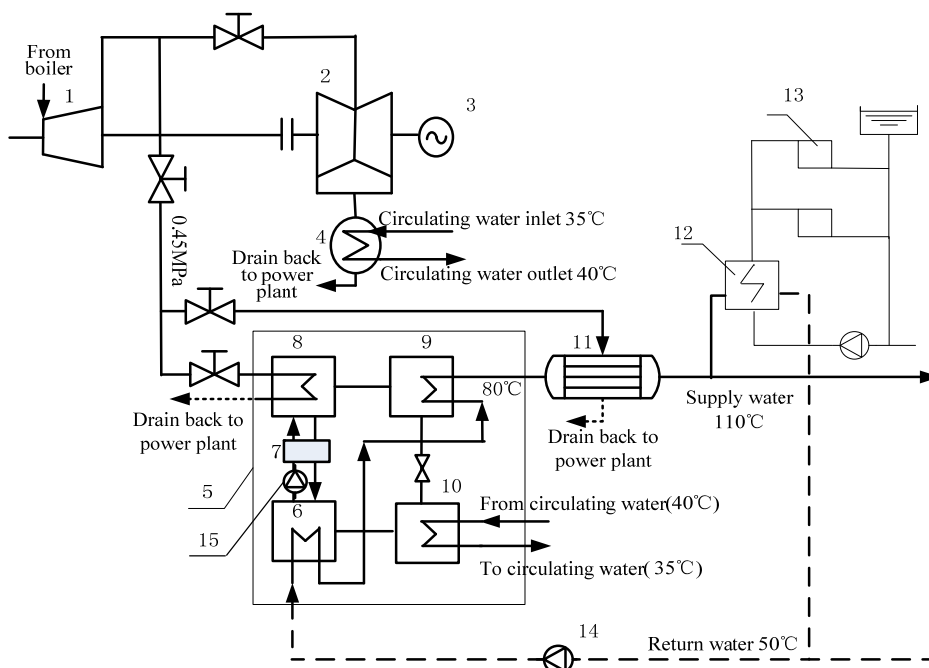 From
boiler
1
2
3
13
12
0.45MPa
4
Circulating water inlet 35℃
Circulating water outlet 40℃
Drain back
to power
plant
8
9
11
80℃
Supply water
110℃
Drain back to
power plant
Drain back to
power plant
7
5
6
10
15
From circulating water(40℃)
To circulating water( 35℃)
14
Return water 50℃